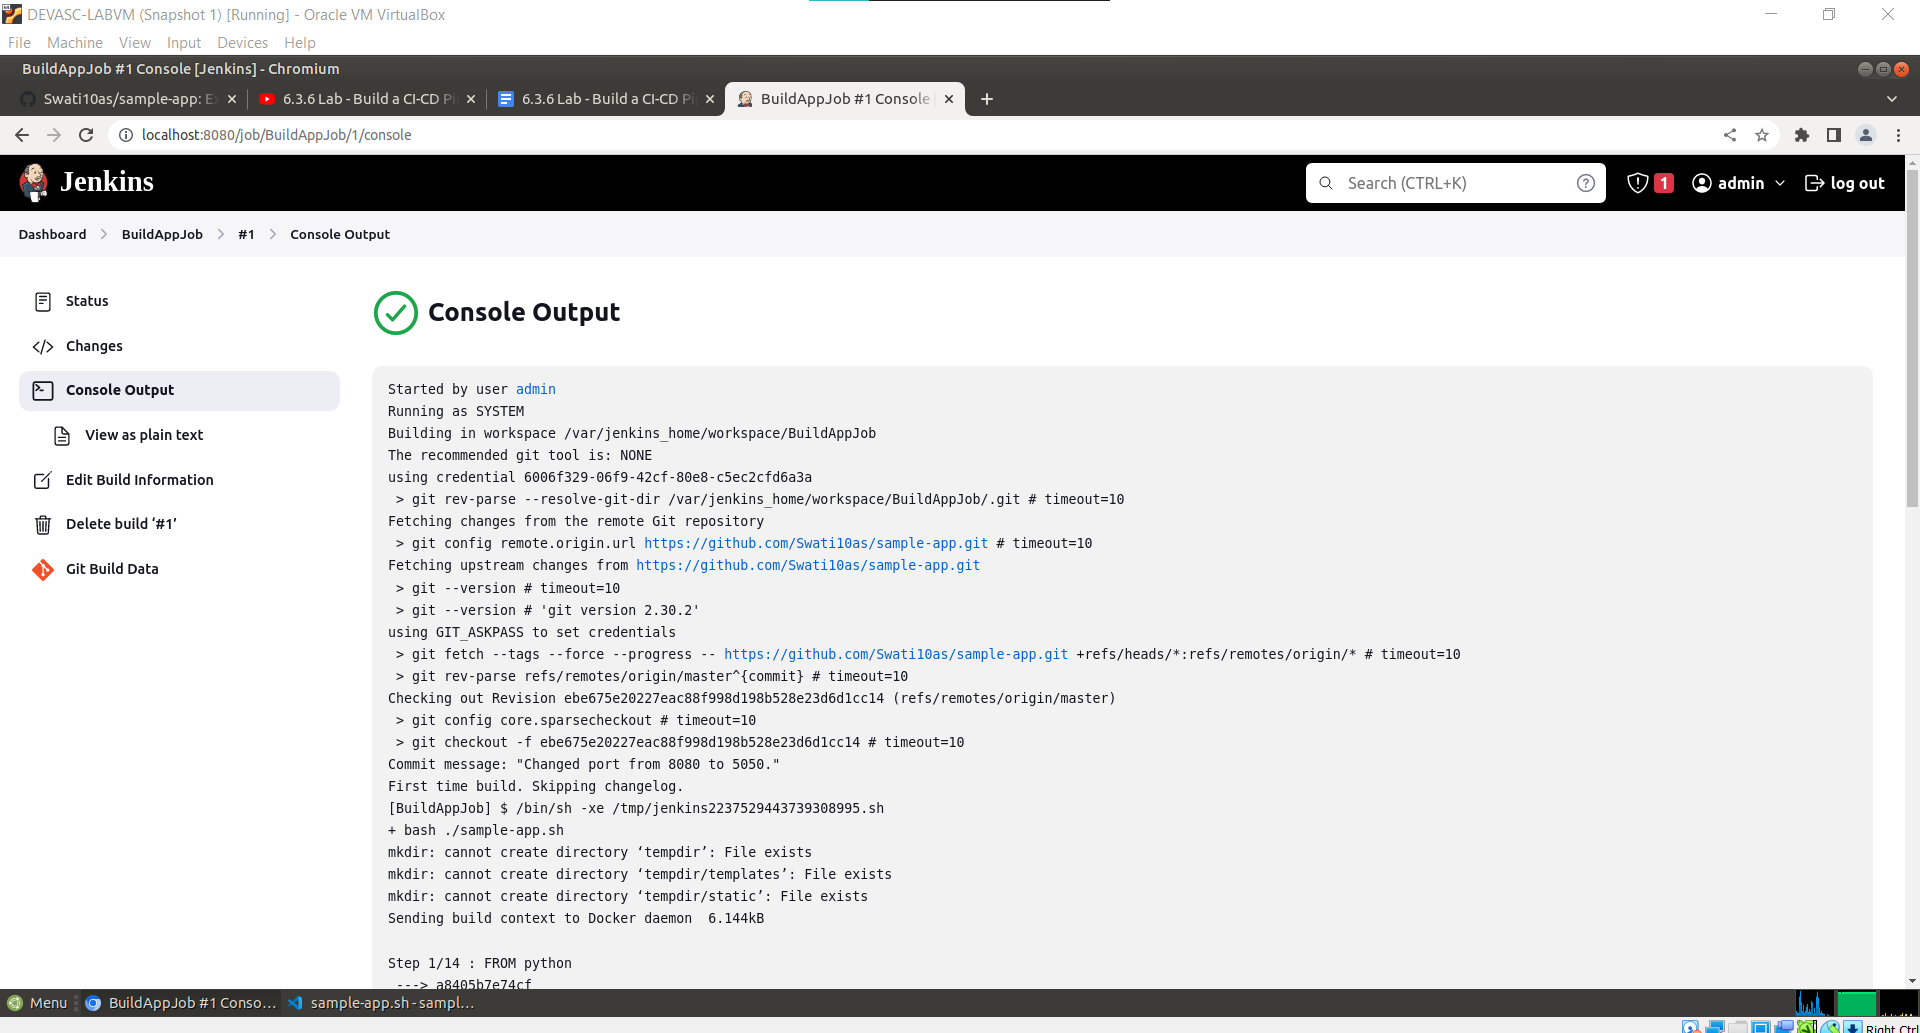 DEVASC-LABVM (Snapshot 1) [Running] - Oracle VM VirtualBox
File Machine View Input Devices Help
BuildAppJob #1 Console [Jenkins] - Chromium
Swati10as/sample-app: Ex
6.3.6 Lab - Build a CI-CD Pi
6.3.6 Lab - Build a CI-CD Pi
BuildAppJob #1 Console
localhost:8080/job/BuildAppJob/1/console
Jenkins
Search (CTRL+K)
1
admin
log out
Dashboard > BuildAppJob > #1 > Console Output
Status
Changes
Console Output
View as plain text
Edit Build Information
Delete build ‘#1’
Git Build Data
Console Output
Started by user admin
Running as SYSTEM
Building in workspace /var/jenkins_home/workspace/BuildAppJob
The recommended git tool is: NONE
using credential 6006f329-06f9-42cf-80e8-c5ec2cfd6a3a
> git rev-parse --resolve-git-dir /var/jenkins_home/workspace/BuildAppJob/.git # timeout=10
Fetching changes from the remote Git repository
> git config remote.origin.url https://github.com/Swati10as/sample-app.git # timeout=10
Fetching upstream changes from https://github.com/Swati10as/sample-app.git
> git --version # timeout=10
> git --version # 'git version 2.30.2'
using GIT_ASKPASS to set credentials
> git fetch --tags --force --progress -- https://github.com/Swati10as/sample-app.git +refs/heads/*:refs/remotes/origin/* # timeout=10
> git rev-parse refs/remotes/origin/master^{commit} # timeout=10
Checking out Revision ebe675e20227eac88f998d198b528e23d6d1cc14 (refs/remotes/origin/master)
> git config core.sparsecheckout # timeout=10
> git checkout -f ebe675e20227eac88f998d198b528e23d6d1cc14 # timeout=10
Commit message: "Changed port from 8080 to 5050."
First time build. Skipping changelog.
[BuildAppJob] $ /bin/sh -xe /tmp/jenkins2237529443739308995.sh
+ bash ./sample-app.sh
mkdir: cannot create directory ‘tempdir’: File exists
mkdir: cannot create directory ‘tempdir/templates’: File exists
mkdir: cannot create directory ‘tempdir/static’: File exists
Sending build context to Docker daemon  6.144kB
Step 1/14 : FROM python
---> a8405b7e74cf
Menu
BuildAppJob #1 Conso...
sample-app.sh - sampl...
Right Ctrl